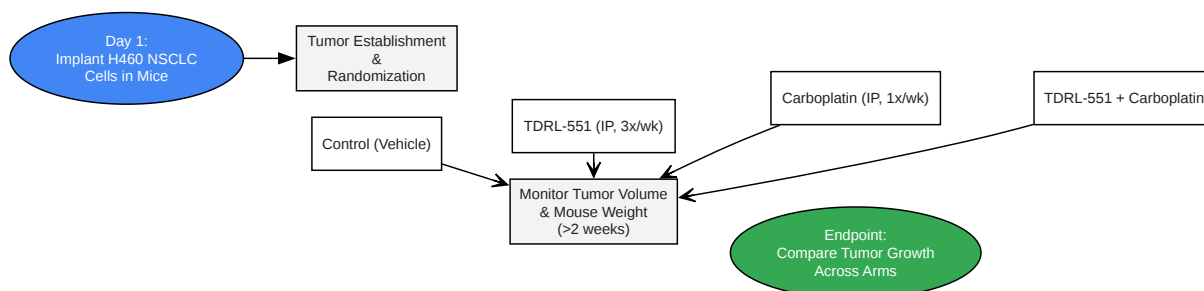 Day 1:
Implant H460 NSCLC
Cells in Mice
Tumor Establishment
&
Randomization
Control (Vehicle)
TDRL-551 (IP, 3x/wk)
Carboplatin (IP, 1x/wk)
TDRL-551 + Carboplatin
Monitor Tumor Volume
& Mouse Weight
(>2 weeks)
Endpoint:
Compare Tumor Growth
Across Arms